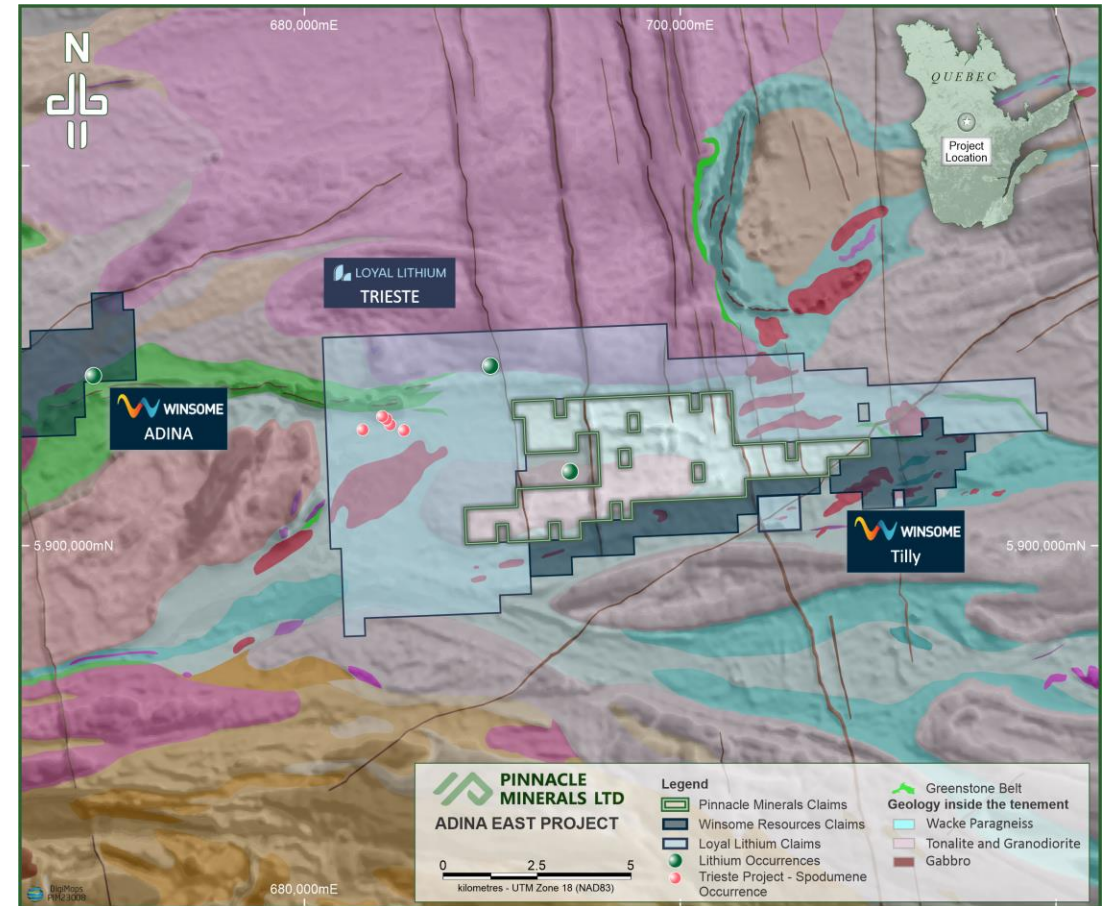 680,000mE
700,000mE
N
QUEBEC
Project
Location
LOYAL LITHIUM
TRIESTE
WINSOME
ADINA
5,900,000mN
5,900,000mN
WINSOME
Tilly
PINNACLE
MINERALS LTD
ADINA EAST PROJECT
0 2.5 5
kilometres - UTM Zone 18 (NAD83)
Legend
Pinnacle Minerals Claims
Winsome Resources Claims
Loyal Lithium Claims
Lithium Occurrences
Trieste Project - Spodumene
Occurrence
Greenstone Belt
Geology inside the tenement
Wacke Paragneiss
Tonalite and Granodiorite
Gabbro
DigiMaps
PIM23008
680,000mE